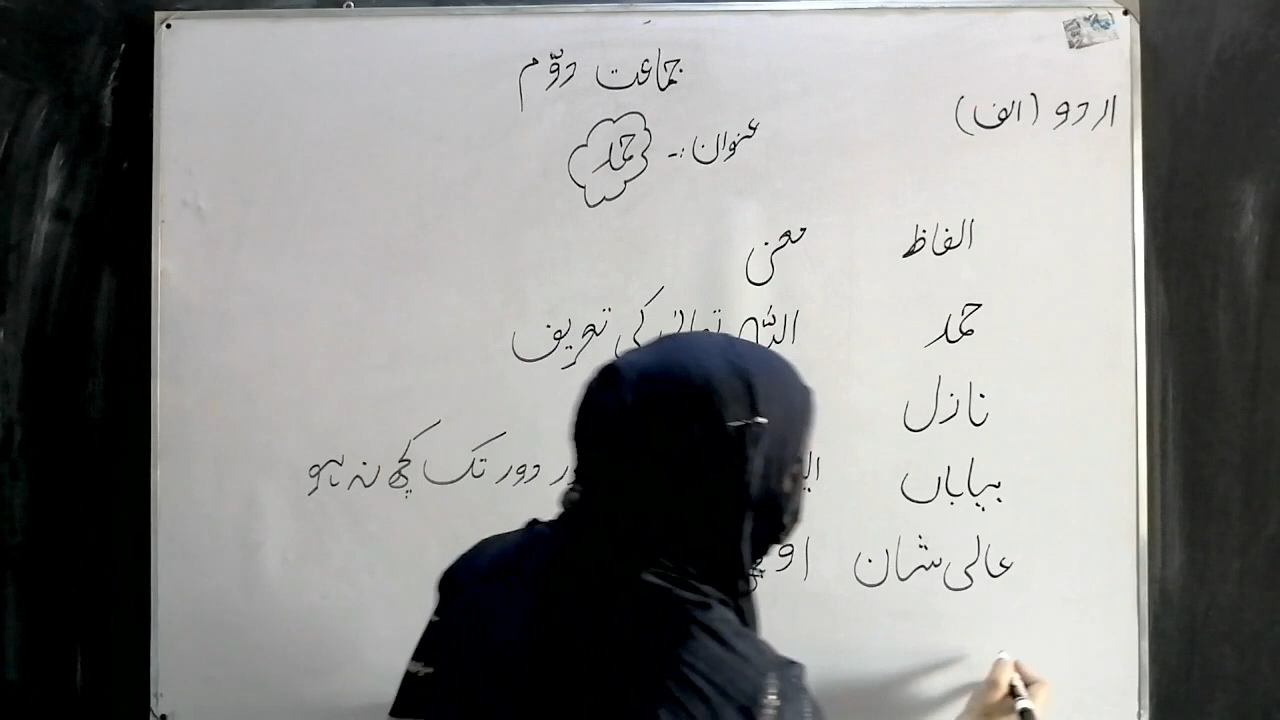 جماعت دوّم
اردو (الف)
عنوان :- حمد
الفاظ معنی
حمد اللہ تعالیٰ کی تعریف
نازل
بیاباں دور تک کچھ نہ ہو
عالی شان